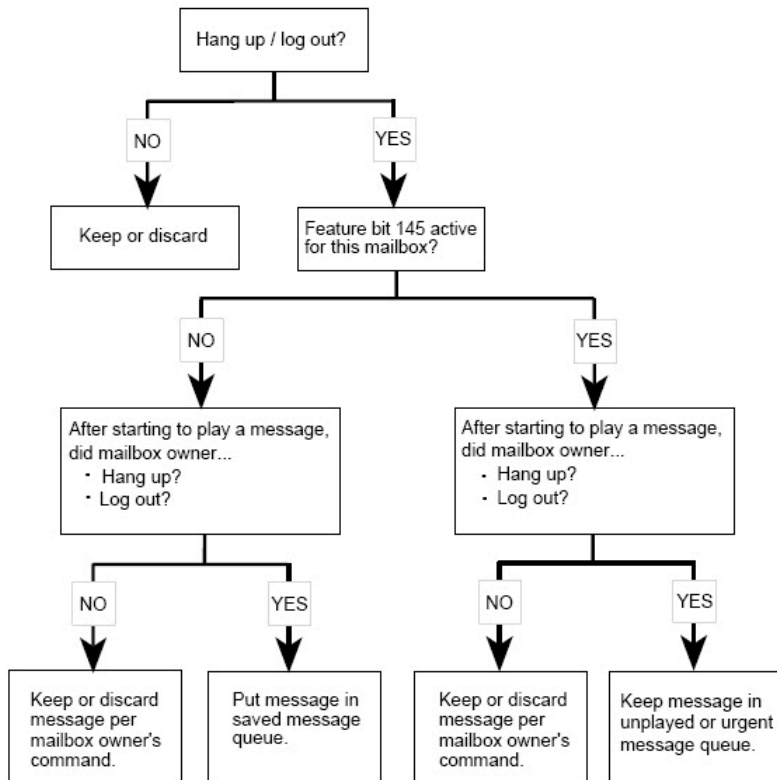 Hang up / log out?
NO
YES
Keep or discard
Feature bit 145 active
for this mailbox?
NO
YES
After starting to play a message,
did mailbox owner...
· Hang up?
· Log out?
After starting to play a message,
did mailbox owner...
· Hang up?
· Log out?
NO
YES
NO
YES
Keep or discard
message per
mailbox owner's
command.
Put message in
saved message
queue.
Keep or discard
message per
mailbox owner's
command.
Keep message in
unplayed or urgent
message queue.